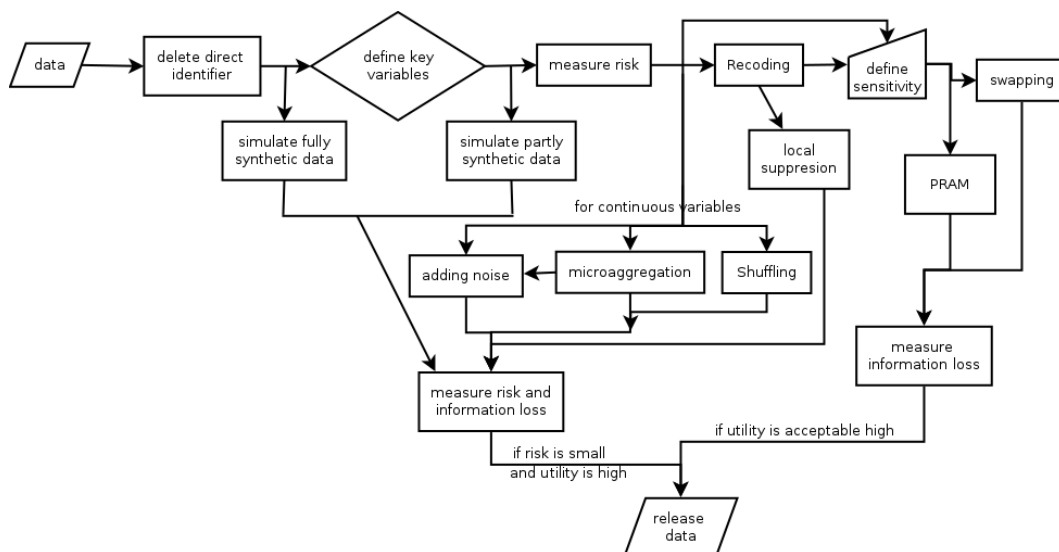 data
delete direct
identifier
define key
variables
measure risk
Recoding
define
sensitivity
swapping
simulate fully
synthetic data
simulate partly
synthetic data
local
suppresion
PRAM
for continuous variables
adding noise
microaggregation
Shuffling
measure risk and
information loss
measure
information loss
if risk is small
and utility is high
if utility is acceptable high
release
data